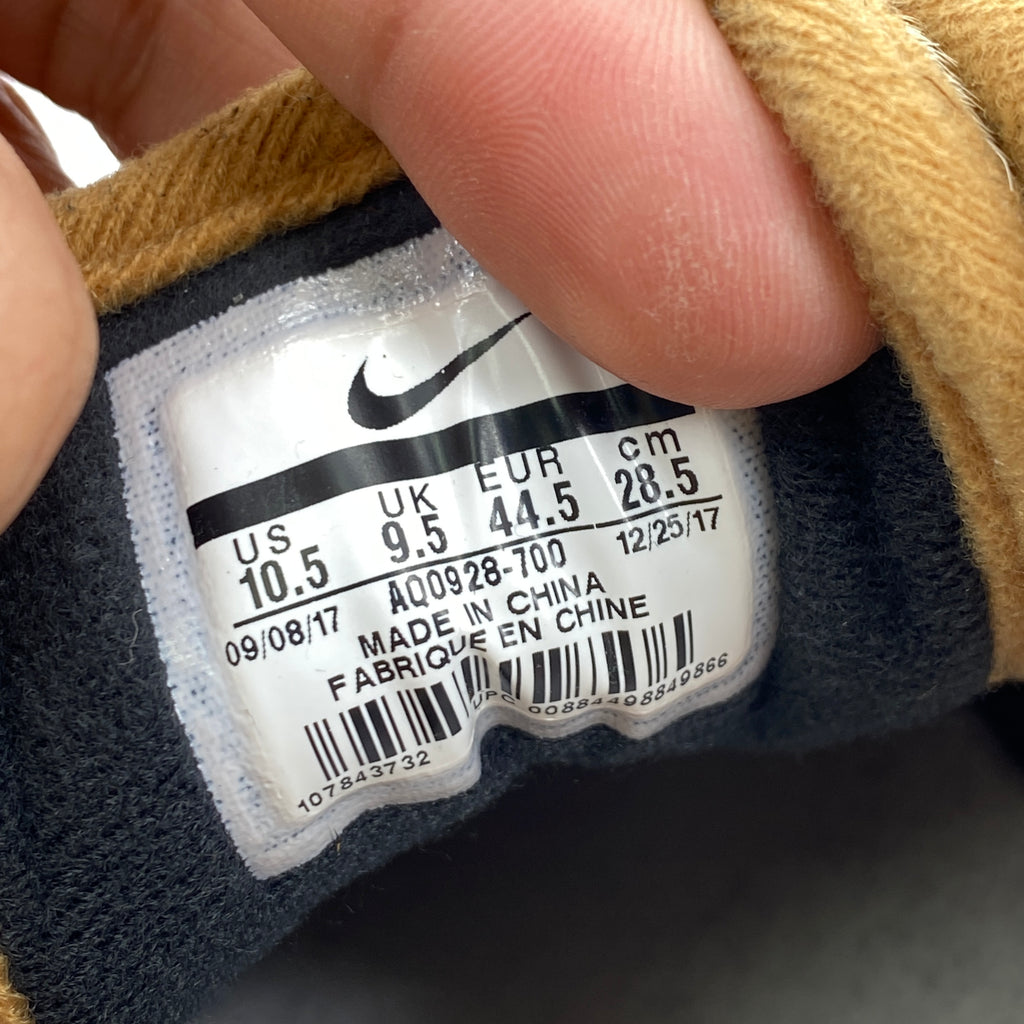 US UK EUR cm
10.5 9.5 44.5 28.5
09/08/17 AQ0928-700 12/25/17
MADE IN CHINA
FABRIQUE EN CHINE
107843732 UPC 00884498849866